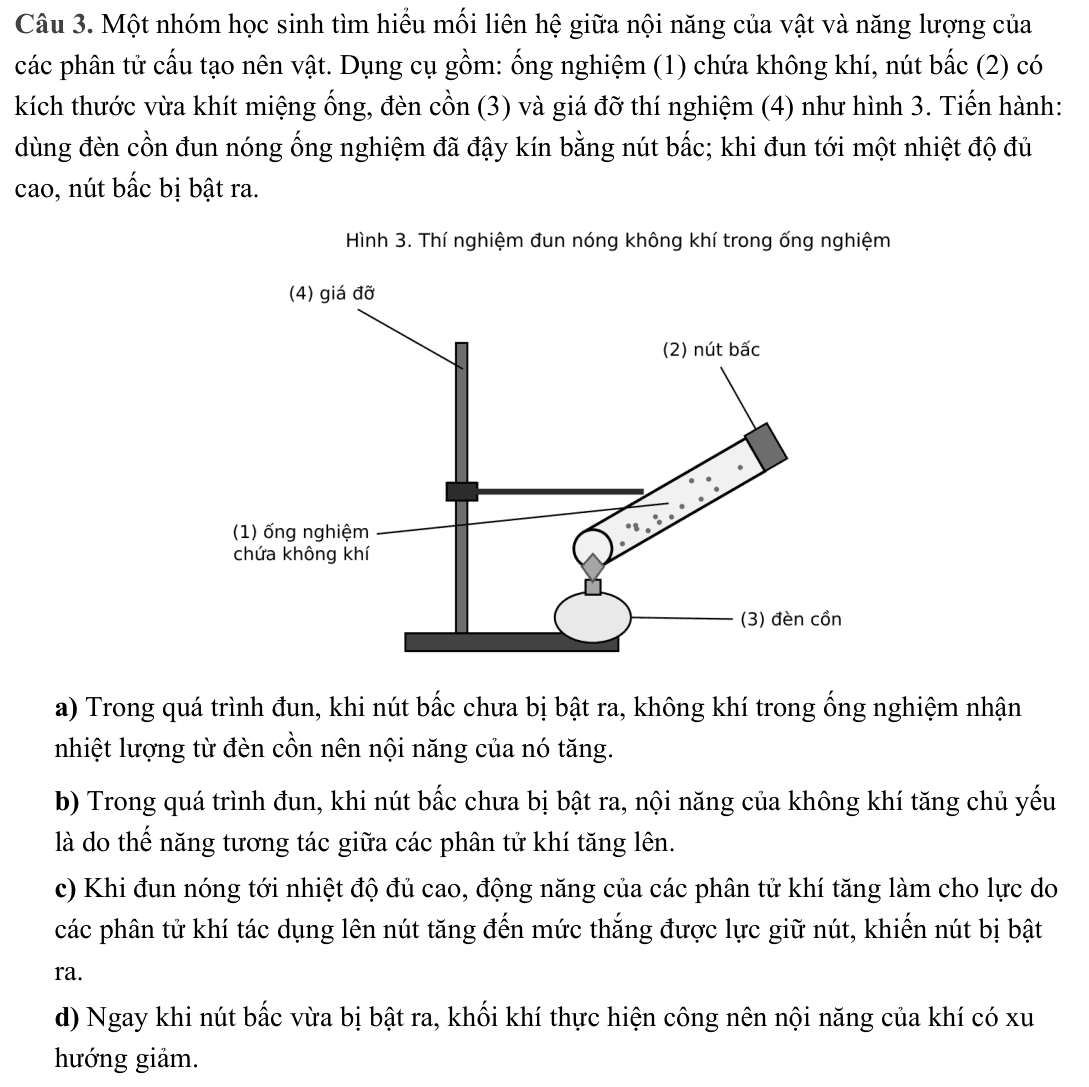 Câu 3. Một nhóm học sinh tìm hiểu mối liên hệ giữa nội năng của vật và năng lượng của
các phân tử cấu tạo nên vật. Dụng cụ gồm: ống nghiệm (1) chứa không khí, nút bấc (2) có
kích thước vừa khít miệng ống, đèn cồn (3) và giá đỡ thí nghiệm (4) như hình 3. Tiến hành:
dùng đèn cồn đun nóng ống nghiệm đã đậy kín bằng nút bấc; khi đun tới một nhiệt độ đủ
cao, nút bấc bị bật ra.
Hình 3. Thí nghiệm đun nóng không khí trong ống nghiệm
(4) giá đỡ
(2) nút bấc
(1) ống nghiệm
chứa không khí
(3) đèn cồn
a) Trong quá trình đun, khi nút bấc chưa bị bật ra, không khí trong ống nghiệm nhận
nhiệt lượng từ đèn cồn nên nội năng của nó tăng.
b) Trong quá trình đun, khi nút bấc chưa bị bật ra, nội năng của không khí tăng chủ yếu
là do thế năng tương tác giữa các phân tử khí tăng lên.
c) Khi đun nóng tới nhiệt độ đủ cao, động năng của các phân tử khí tăng làm cho lực do
các phân tử khí tác dụng lên nút tăng đến mức thắng được lực giữ nút, khiến nút bị bật
ra.
d) Ngay khi nút bấc vừa bị bật ra, khối khí thực hiện công nên nội năng của khí có xu
hướng giảm.